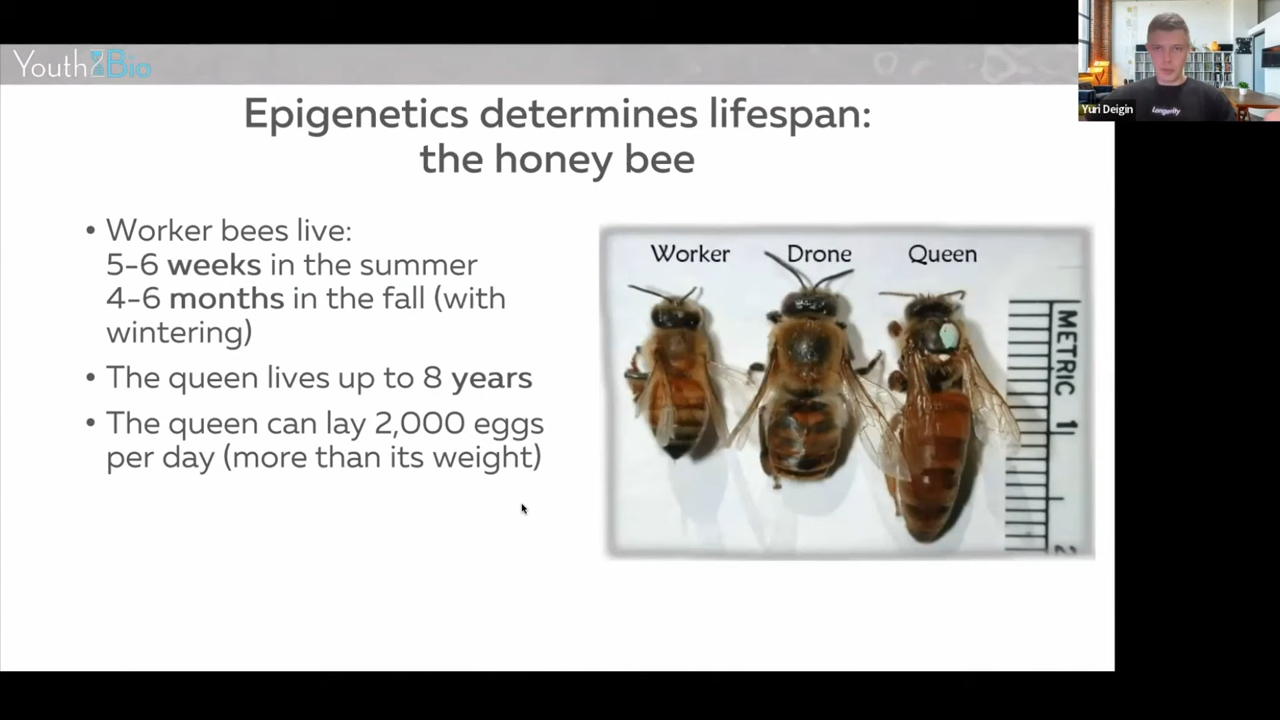 Youth Bio
Yuri Deigin
Longevity
Epigenetics determines lifespan:
the honey bee
• Worker bees live:
5-6 weeks in the summer
4-6 months in the fall (with
wintering)
• The queen lives up to 8 years
• The queen can lay 2,000 eggs
per day (more than its weight)
Worker Drone Queen
METRIC 1
2